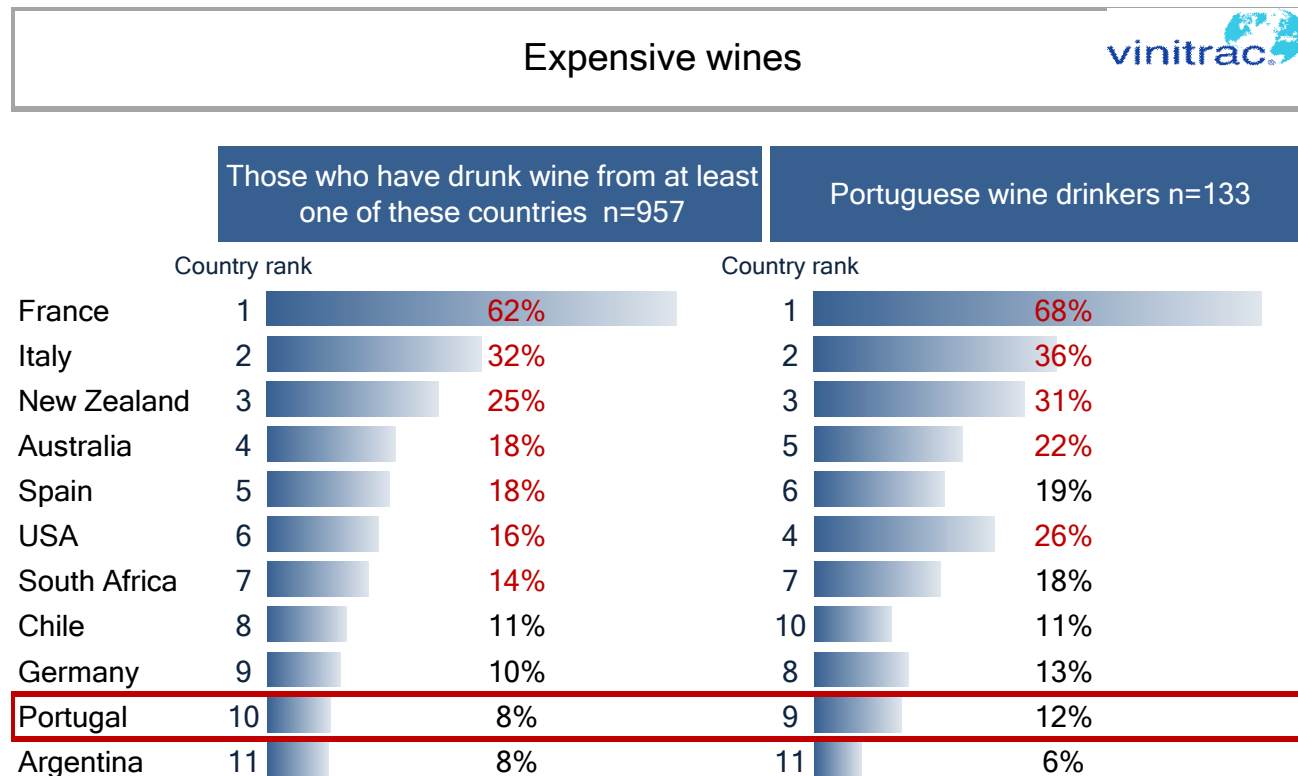 Expensive wines
vinitrac®
Those who have drunk wine from at least
one of these countries n=957
Portuguese wine drinkers n=133
Country rank
Country rank
France 1 62% 1 68%
Italy 2 32% 2 36%
New Zealand 3 25% 3 31%
Australia 4 18% 5 22%
Spain 5 18% 6 19%
USA 6 16% 4 26%
South Africa 7 14% 7 18%
Chile 8 11% 10 11%
Germany 9 10% 8 13%
Portugal 10 8% 9 12%
Argentina 11 8% 11 6%